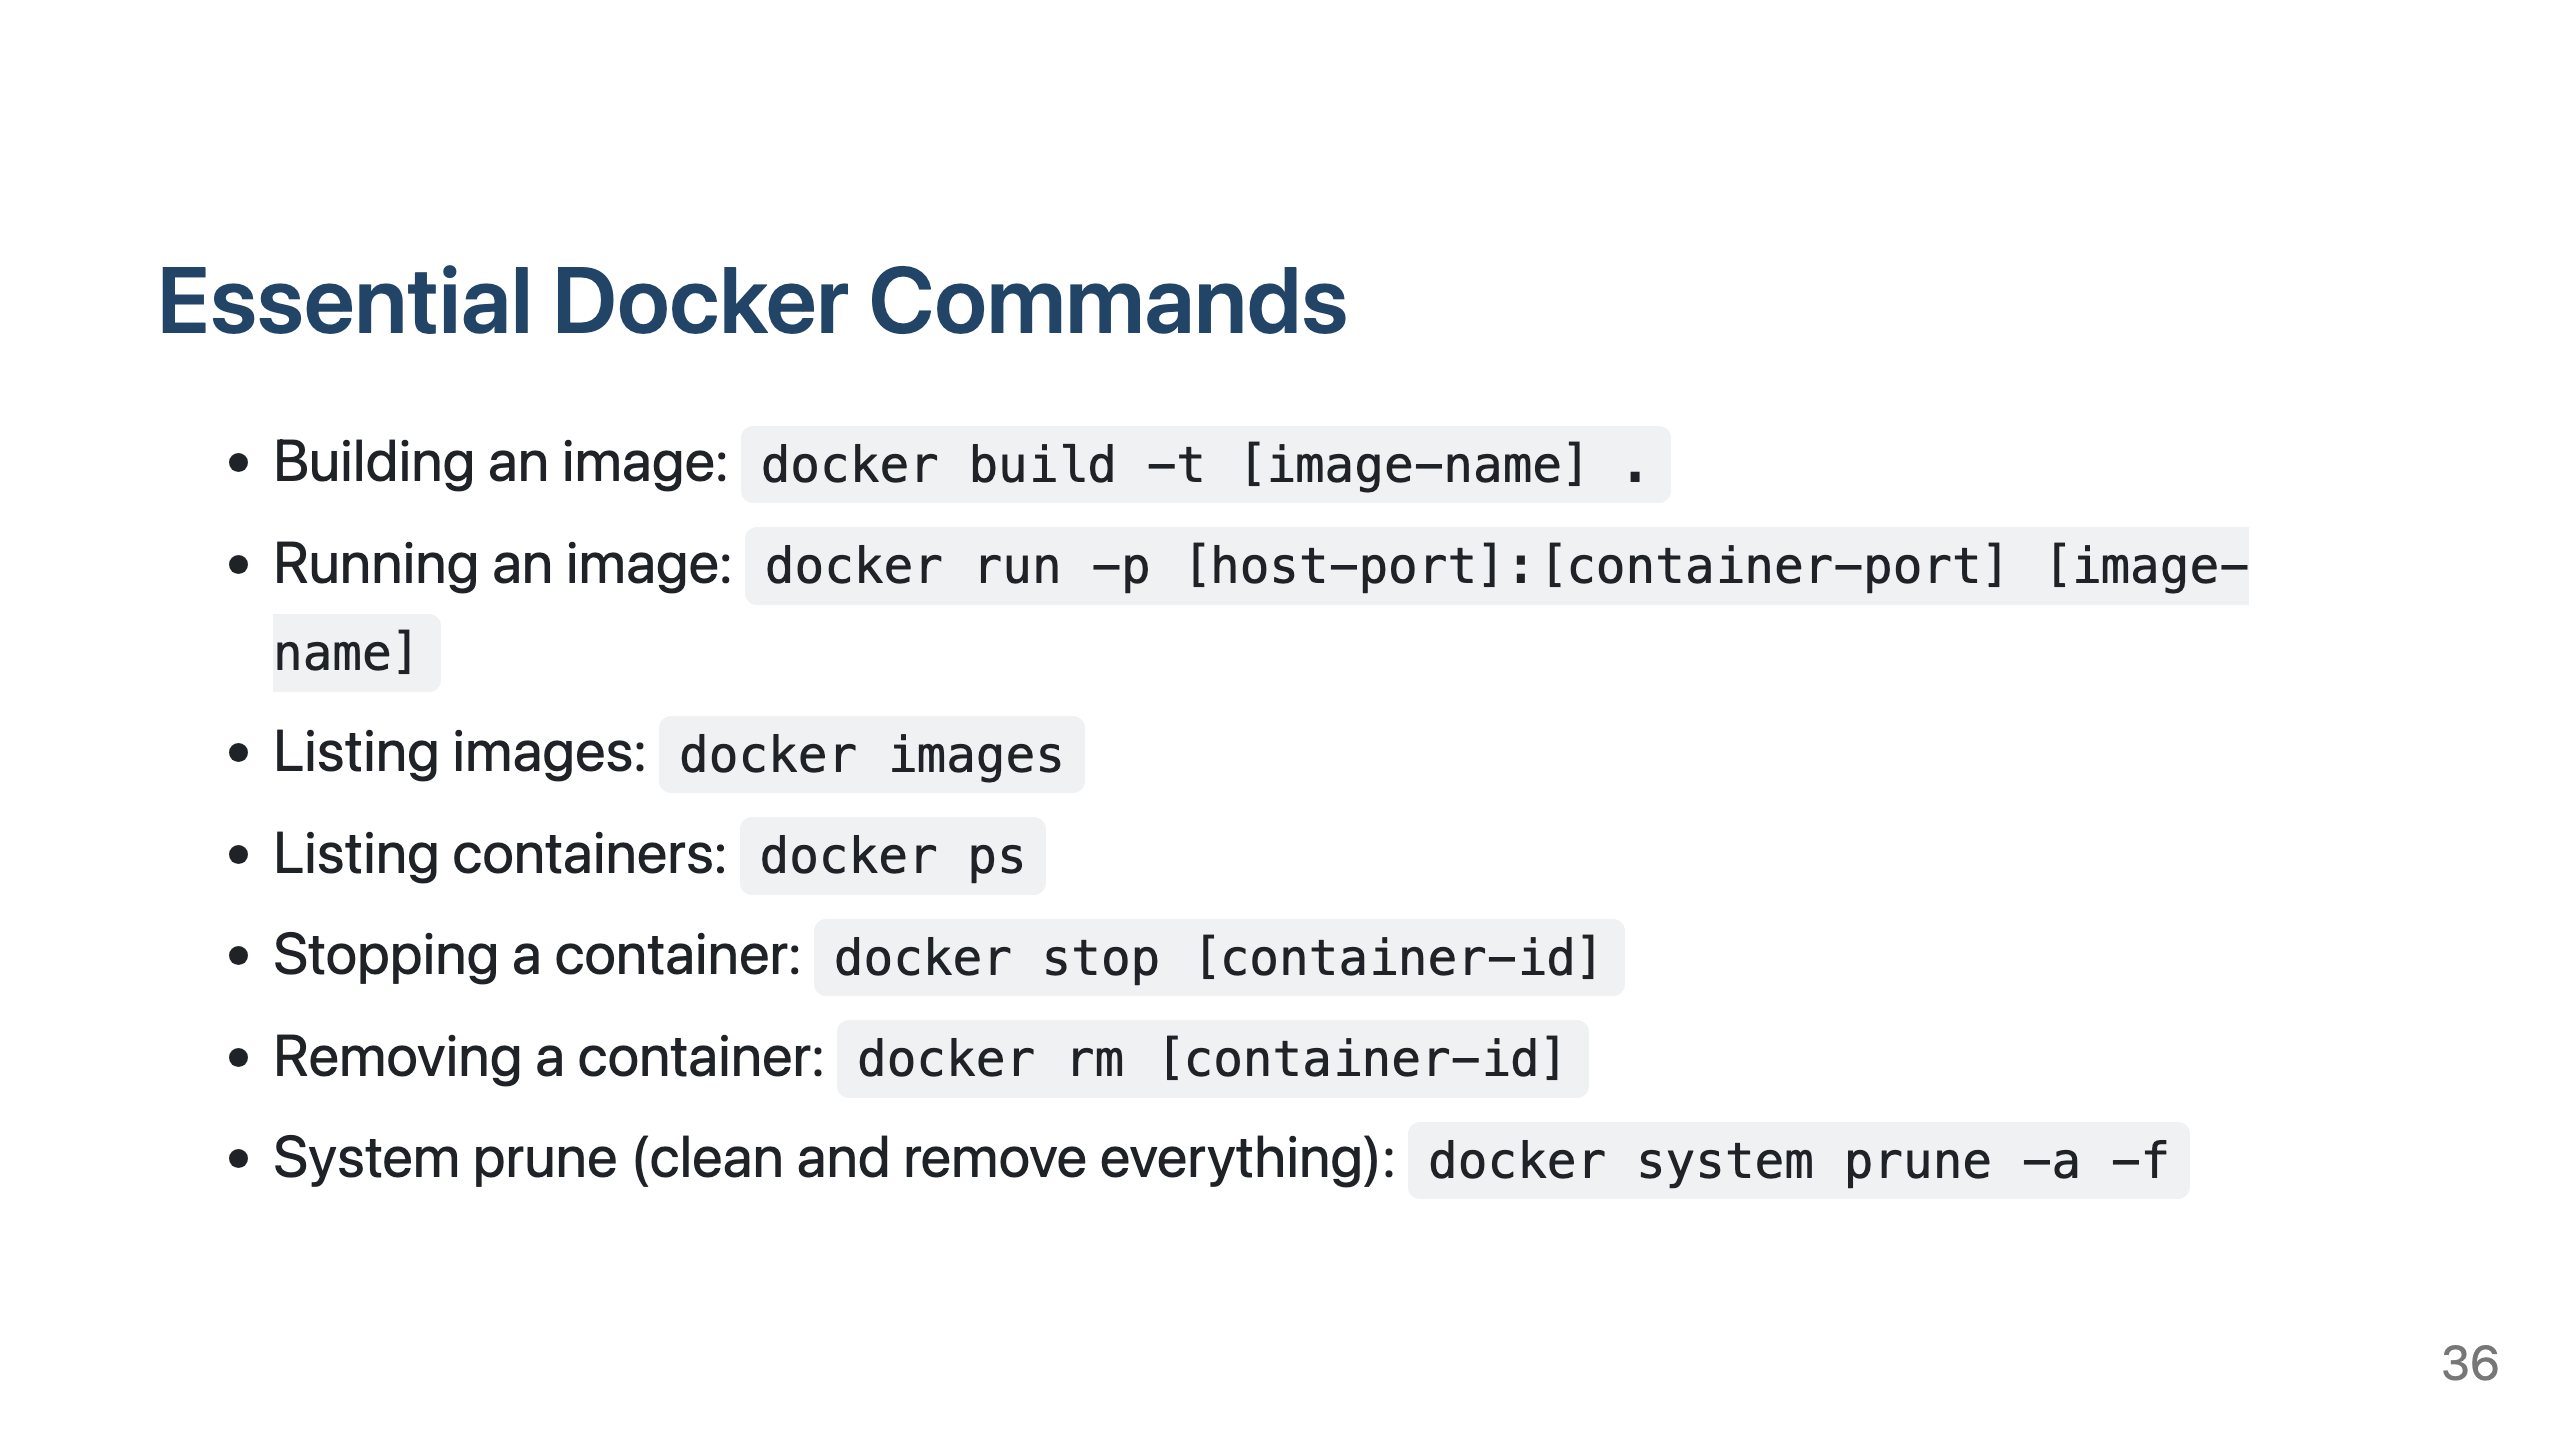 Essential Docker Commands
• Building an image: docker build -t [image-name] .
• Running an image: docker run -p [host-port]:[container-port] [image-
name]
• Listing images: docker images
• Listing containers: docker ps
• Stopping a container: docker stop [container-id]
• Removing a container: docker rm [container-id]
• System prune (clean and remove everything): docker system prune -a -f
36